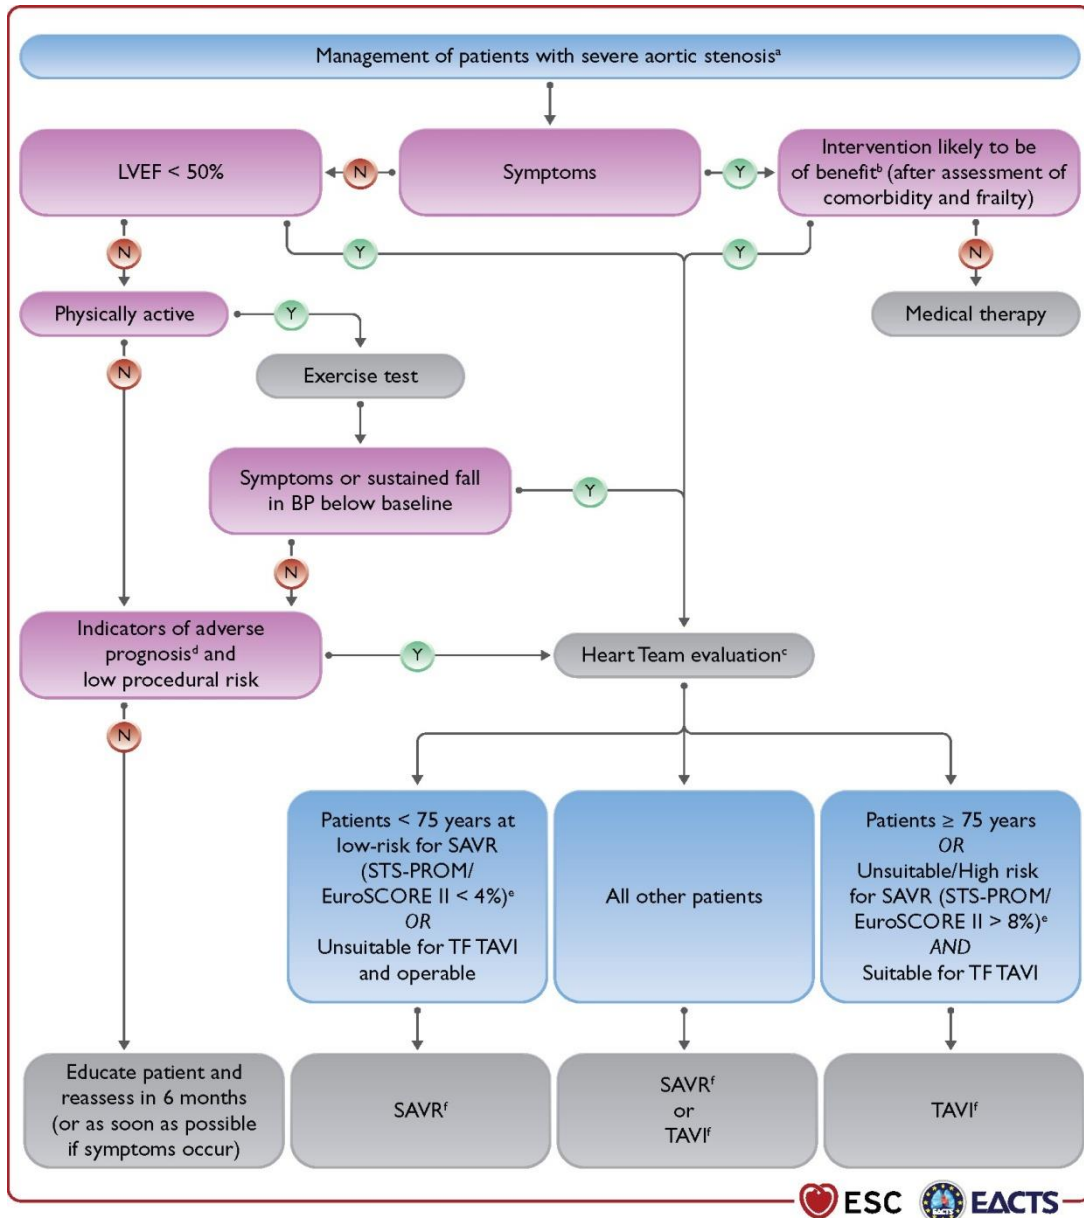 Management of patients with severe aortic stenosisᵃ
LVEF < 50%
N
Symptoms
Y
Intervention likely to be
of benefitᵇ (after assessment of
comorbidity and frailty)
N
Y
Y
N
Physically active
Y
Medical therapy
N
Exercise test
Symptoms or sustained fall
in BP below baseline
Y
N
Indicators of adverse
prognosisᵈ and
low procedural risk
Y
Heart Team evaluationᶜ
N
Patients < 75 years at
low-risk for SAVR
(STS-PROM/
EuroSCORE II < 4%)ᵉ
OR
Unsuitable for TF TAVI
and operable
All other patients
Patients ≥ 75 years
OR
Unsuitable/High risk
for SAVR (STS-PROM/
EuroSCORE II > 8%)ᵉ
AND
Suitable for TF TAVI
Educate patient and
reassess in 6 months
(or as soon as possible
if symptoms occur)
SAVRᶠ
SAVRᶠ
or
TAVIᶠ
TAVIᶠ
ESC
EACTS